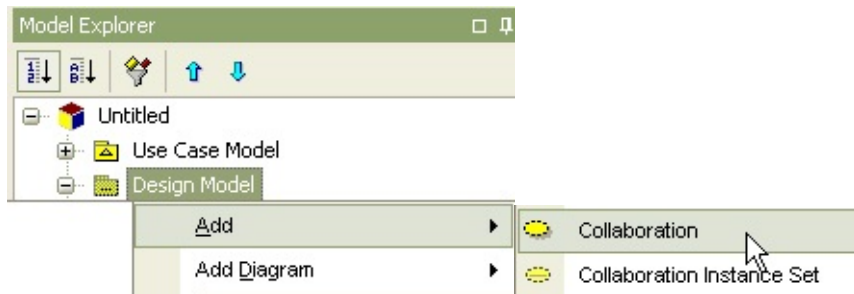 Model Explorer
Untitled
Use Case Model
Design Model
Add
Collaboration
Add Diagram
Collaboration Instance Set